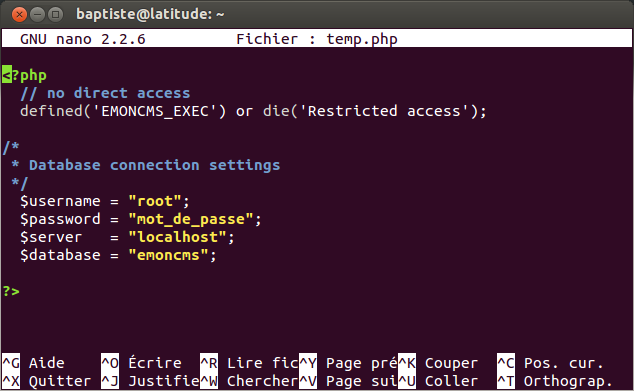 baptiste@latitude: ~
GNU nano 2.2.6 Fichier : temp.php
<?php
// no direct access
defined('EMONCMS_EXEC') or die('Restricted access');
/*
* Database connection settings
*/
$username = "root";
$password = "mot_de_passe";
$server = "localhost";
$database = "emoncms";
?>
^G Aide ^O Écrire ^R Lire fic^Y Page pré^K Couper ^C Pos. cur.
^X Quitter ^J Justifie^W Chercher^V Page sui^U Coller ^T Orthograp.